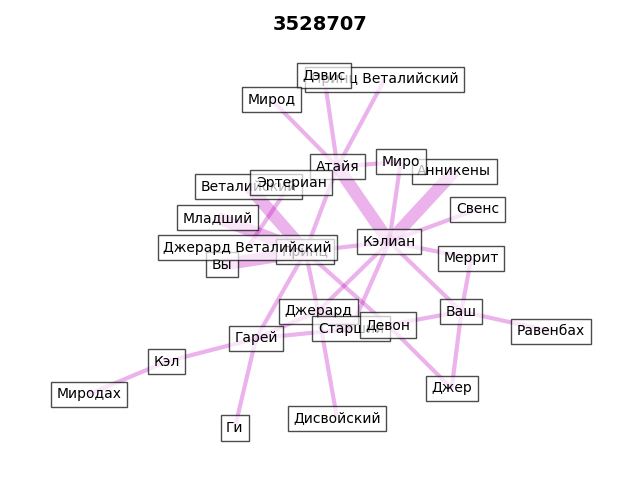 3528707
Дэвис
Принц Веталийский
Мирод
Миро
Атайя
Анникены
Эртериан
Веталийский
Свенс
Младший
Кэлиан
Джерард Веталийский
Принц
Меррит
Вы
Джерард
Ваш
Девон
Старший
Равенбах
Гарей
Кэл
Джер
Миродах
Дисвойский
Ги